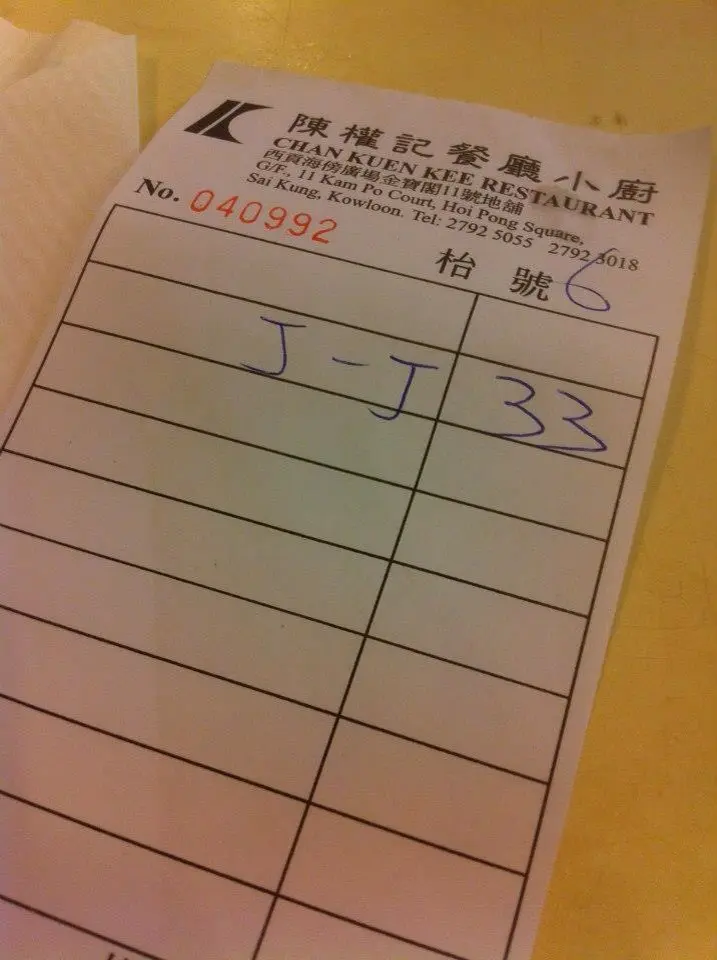 陳權記餐廳小廚
CHAN KUEN KEE RESTAURANT
西貢海傍廣場金寶閣11號地舖
G/F., 11 Kam Po Court, Hoi Pong Square,
Sai Kung, Kowloon. Tel: 2792 5055 2792 3018
No. 040992
枱號 6
J-J 33